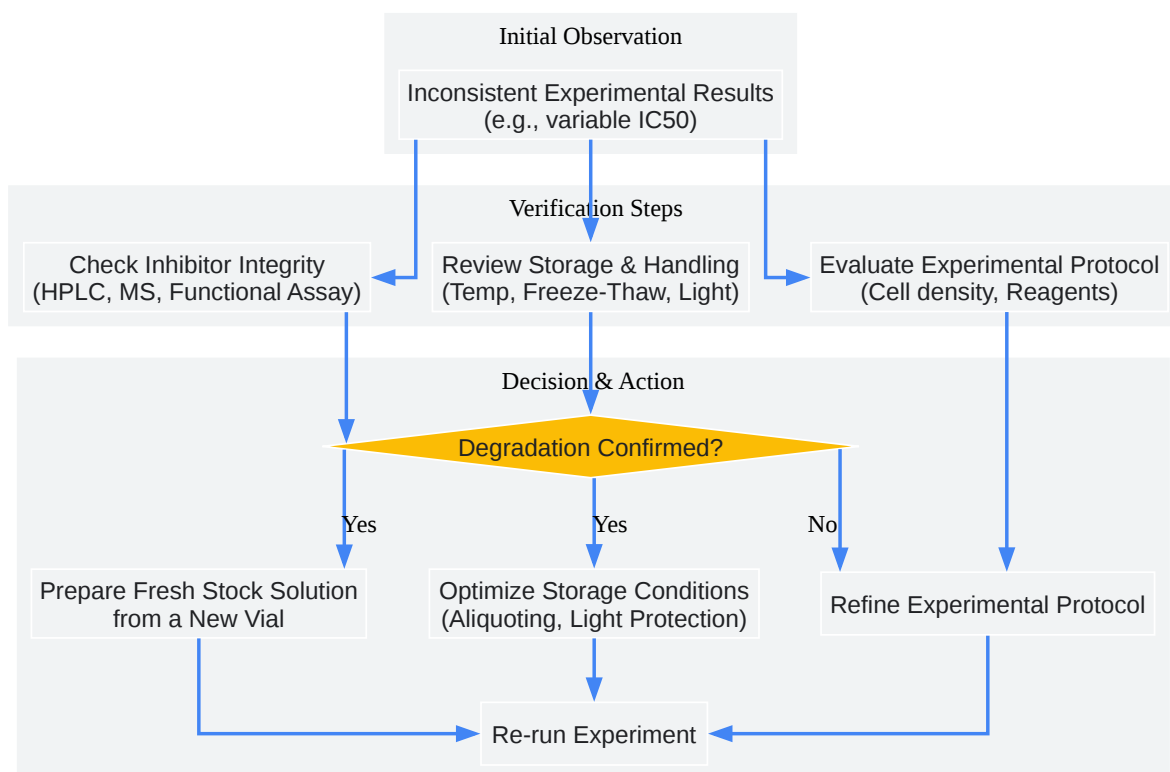 Initial Observation
Inconsistent Experimental Results
(e.g., variable IC50)
Verification Steps
Check Inhibitor Integrity
(HPLC, MS, Functional Assay)
Review Storage & Handling
(Temp, Freeze-Thaw, Light)
Evaluate Experimental Protocol
(Cell density, Reagents)
Decision & Action
Degradation Confirmed?
Yes
Yes
No
Prepare Fresh Stock Solution
from a New Vial
Optimize Storage Conditions
(Aliquoting, Light Protection)
Refine Experimental Protocol
Re-run Experiment